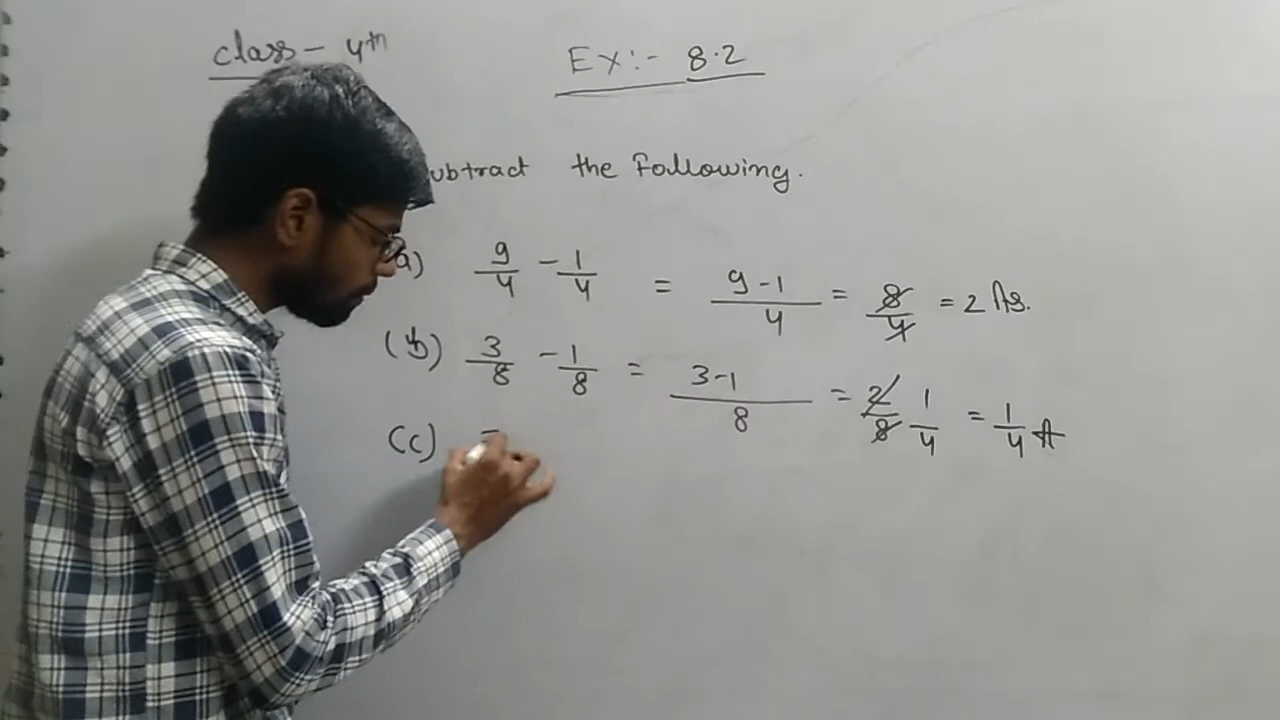 class - 4th
Ex:- 8.2
ubtract the Following.
a) 9/4 - 1/4 = 9-1/4 = 8/4 = 2 As.
(b) 3/8 - 1/8 = 3-1/8 = 2/8 1/4 = 1/4 A
(c)